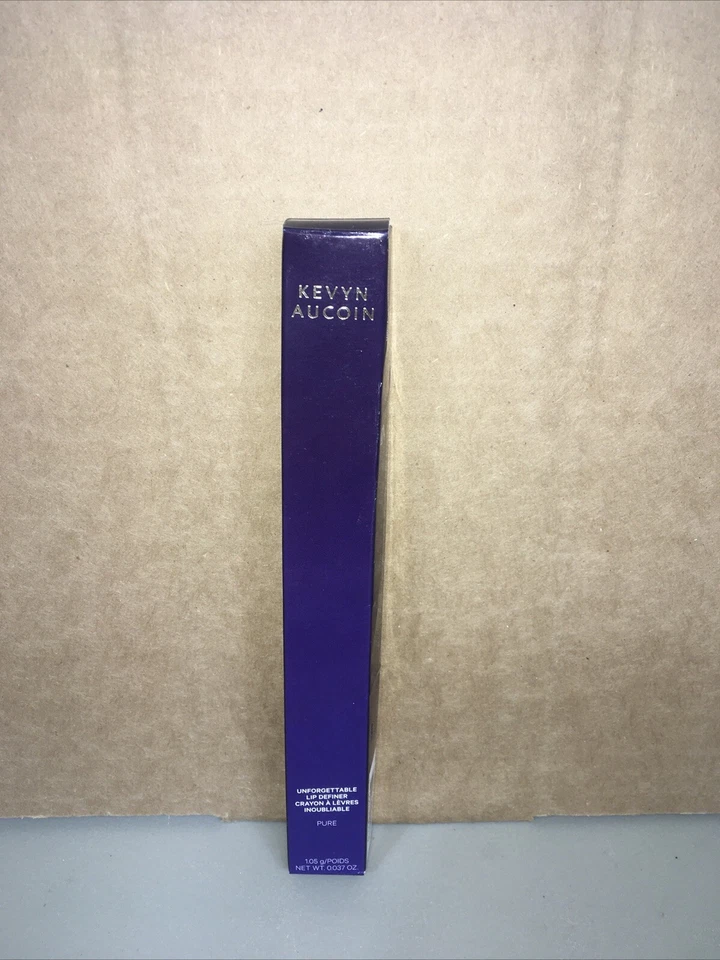 KEVYN
AUCOIN
UNFORGETTABLE
LIP DEFINER
CRAYON À LÈVRES
INOUBLIABLE
PURE
1.05 g/POIDS
NET WT. 0.037 OZ.